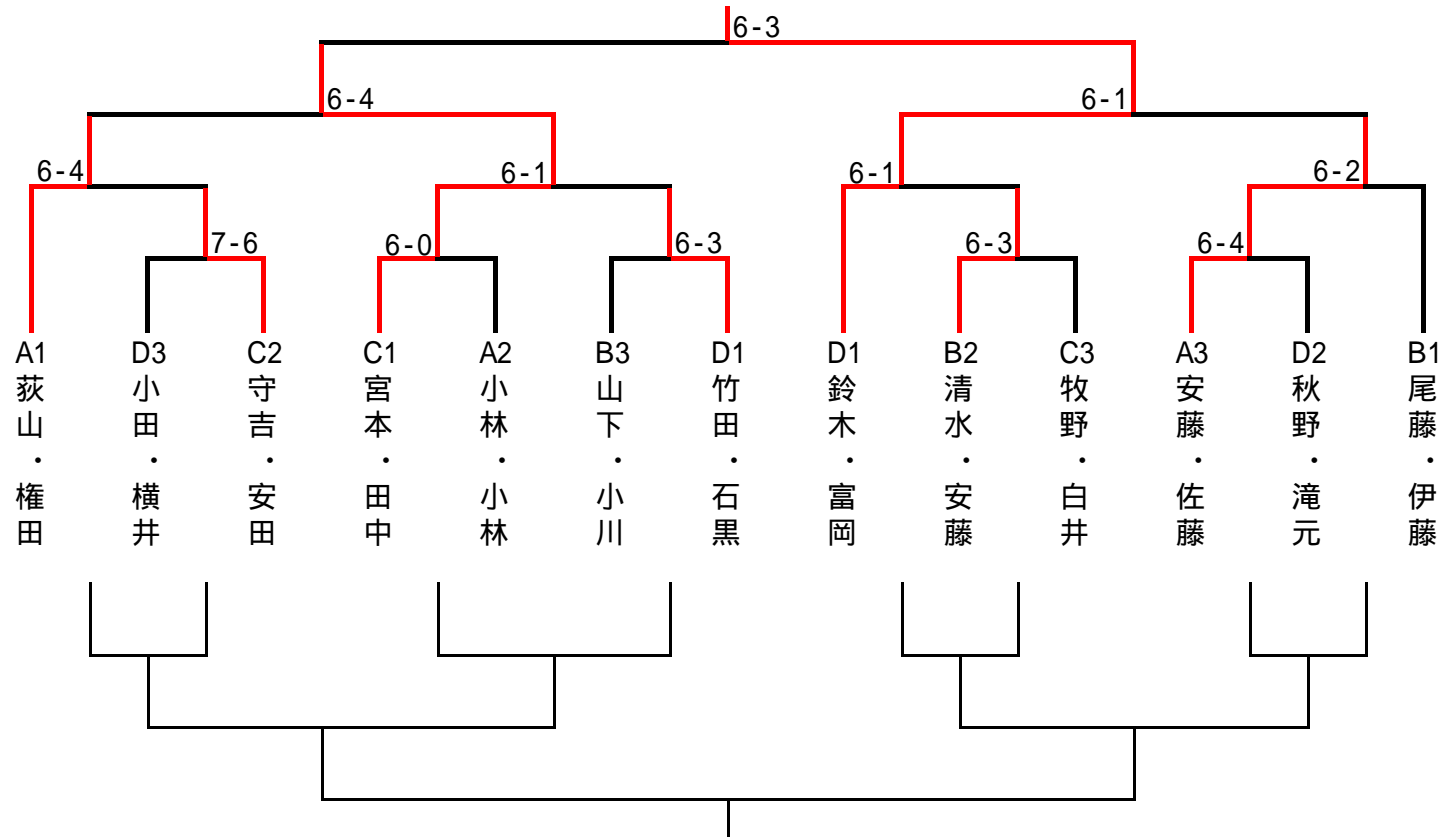 6-3
6-4
6-1
6-4
6-1
6-1
6-2
7-6
6-0
6-3
6-3
6-4
A1
荻山・権田
D3
小田・横井
C2
守吉・安田
C1
宮本・田中
A2
小林・小林
B3
山下・小川
D1
竹田・石黒
D1
鈴木・富岡
B2
清水・安藤
C3
牧野・白井
A3
安藤・佐藤
D2
秋野・滝元
B1
尾藤・伊藤